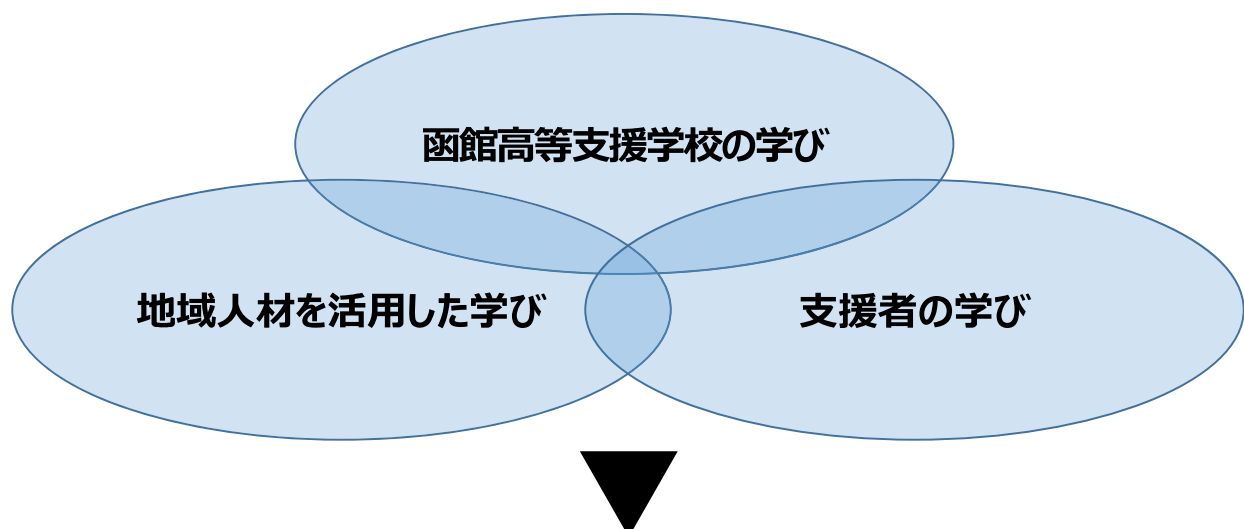 函館高等支援学校の学び
地域人材を活用した学び
支援者の学び